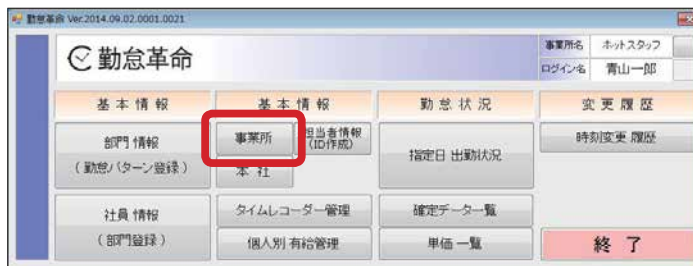 勤怠革命 Ver.2014.09.02.0001.0021
勤怠革命
事業所名 ホットスタッフ
ログイン名 青山一郎
基本情報 基本情報 勤怠状況 変更履歴
部門 情報
(勤怠パターン登録)
事業所
担当者情報
(ID作成)
本 社
指定日 出勤状況
時刻変更 履歴
社員 情報
(部門登録)
タイムレコーダー管理
個人別 有給管理
確定データ一覧
単価 一覧
終 了